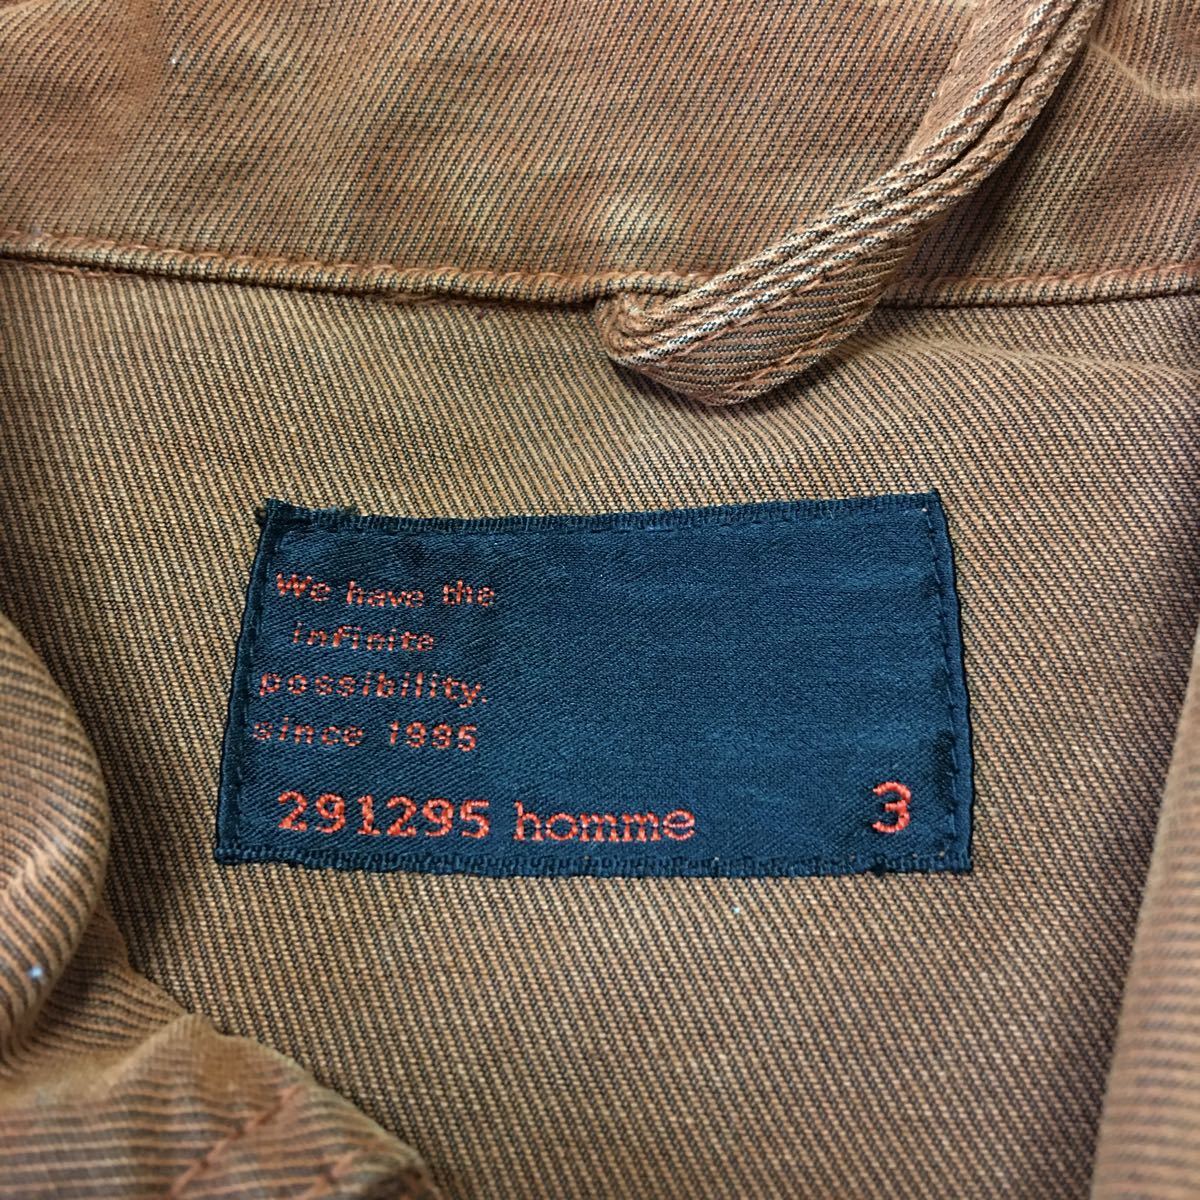 We have the
infinite
possibility.
since 1995
291295 homme 3